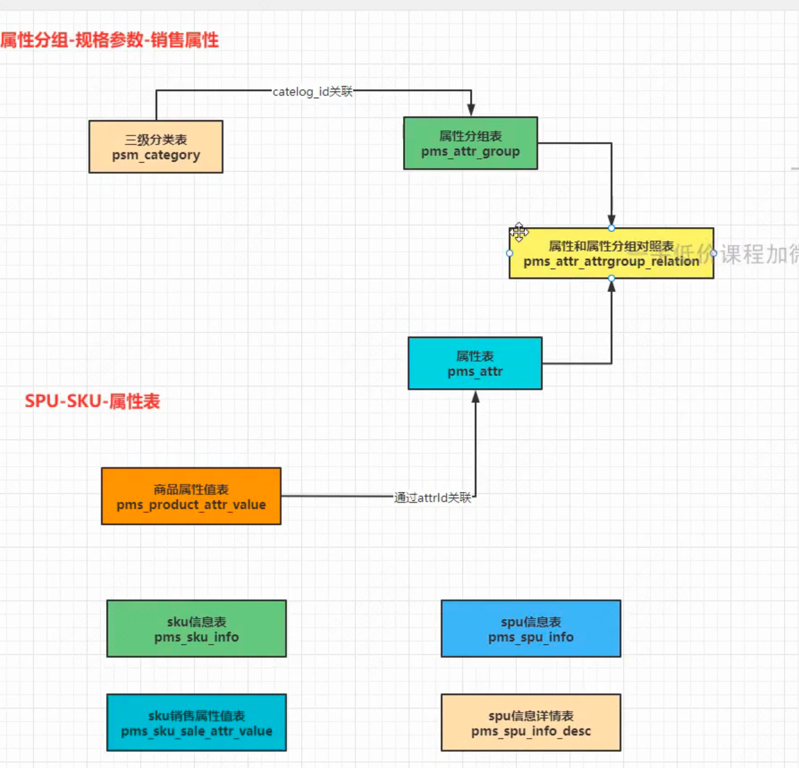 属性分组-规格参数-销售属性
catelog_id关联
三级分类表
psm_category
属性分组表
pms_attr_group
属性和属性分组对照表
pms_attr_attrgroup_relation
低价课程加微
属性表
pms_attr
SPU-SKU-属性表
商品属性值表
pms_product_attr_value
通过attrId关联
sku信息表
pms_sku_info
spu信息表
pms_spu_info
sku销售属性值表
pms_sku_sale_attr_value
spu信息详情表
pms_spu_info_desc